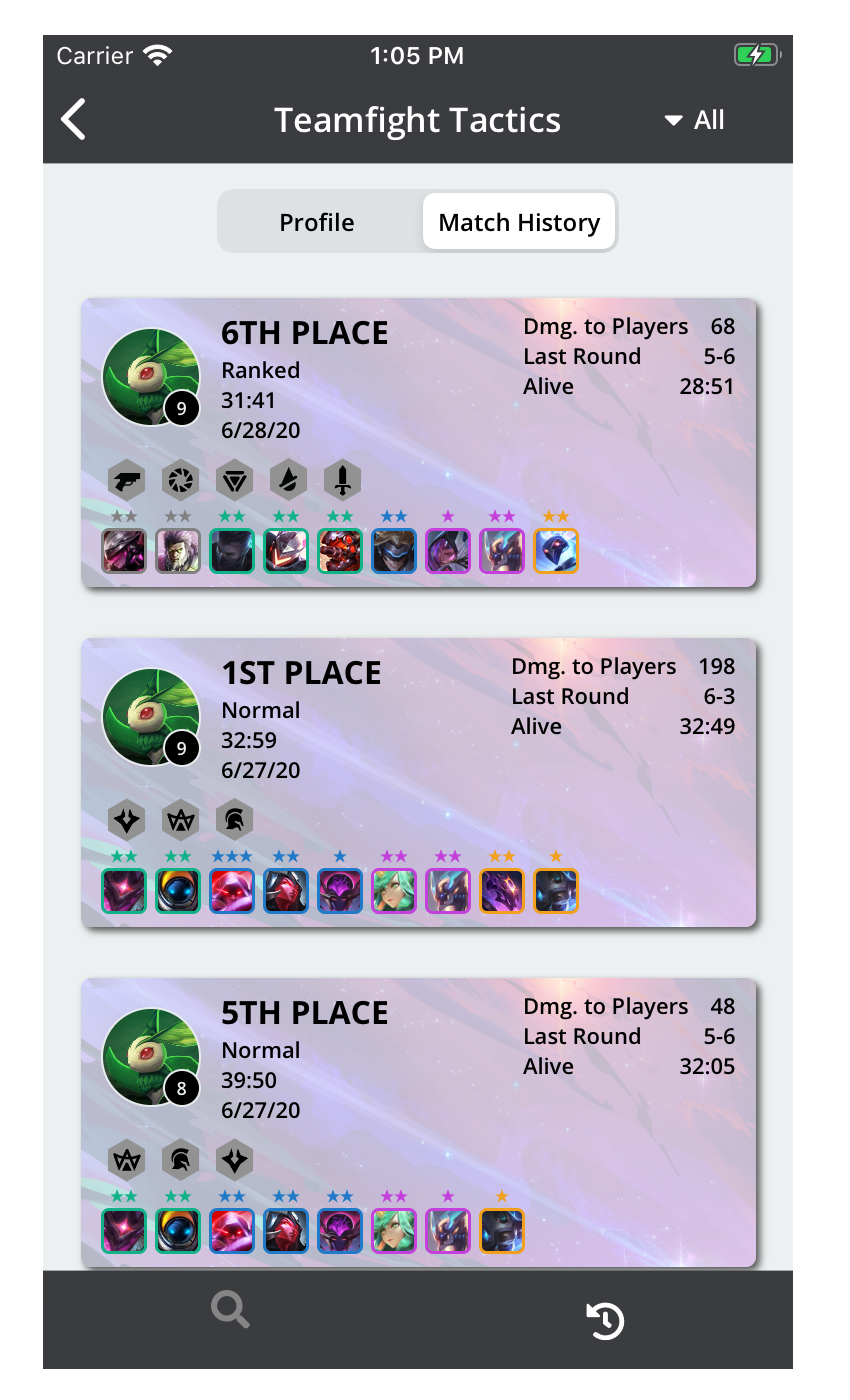 Carrier 1:05 PM
Teamfight Tactics All
Profile Match History
6TH PLACE
Ranked
31:41
6/28/20
Dmg. to Players 68
Last Round 5-6
Alive 28:51
9
1ST PLACE
Normal
32:59
6/27/20
Dmg. to Players 198
Last Round 6-3
Alive 32:49
9
5TH PLACE
Normal
39:50
6/27/20
Dmg. to Players 48
Last Round 5-6
Alive 32:05
8